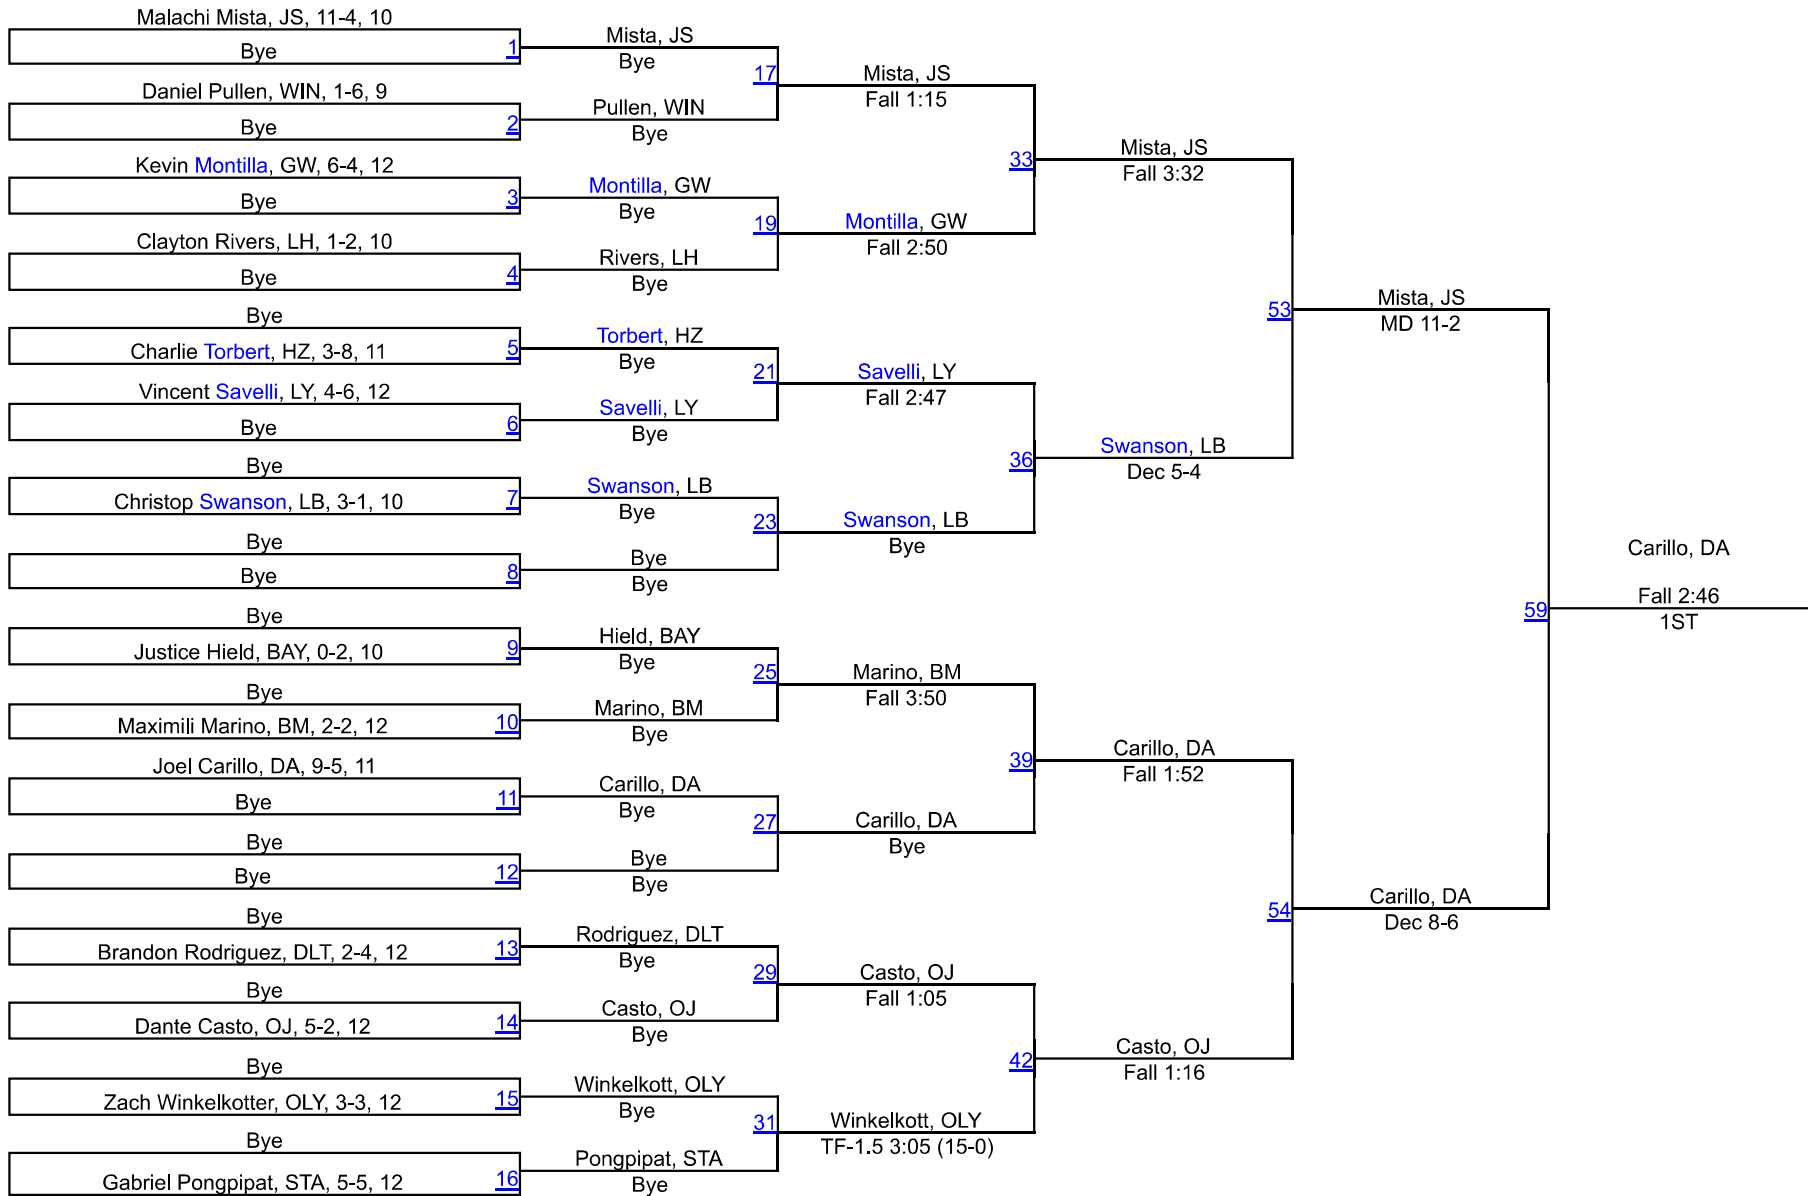 Malachi Mista, JS, 11-4, 10
Bye
1
Daniel Pullen, WIN, 1-6, 9
Bye
2
Kevin Montilla, GW, 6-4, 12
Bye
3
Clayton Rivers, LH, 1-2, 10
Bye
4
Bye
Charlie Torbert, HZ, 3-8, 11
5
Vincent Savelli, LY, 4-6, 12
Bye
6
Bye
Christop Swanson, LB, 3-1, 10
7
Bye
Bye
8
Bye
Justice Hield, BAY, 0-2, 10
9
Bye
Maximili Marino, BM, 2-2, 12
10
Joel Carillo, DA, 9-5, 11
Bye
11
Bye
Bye
12
Bye
Brandon Rodriguez, DLT, 2-4, 12
13
Bye
Dante Casto, OJ, 5-2, 12
14
Bye
Zach Winkelkotter, OLY, 3-3, 12
15
Bye
Gabriel Pongpipat, STA, 5-5, 12
16
Mista, JS
Bye
17
Pullen, WIN
Bye
Montilla, GW
Bye
19
Rivers, LH
Bye
Torbert, HZ
Bye
21
Savelli, LY
Bye
Swanson, LB
Bye
23
Bye
Bye
Hield, BAY
Bye
25
Marino, BM
Bye
Carillo, DA
Bye
27
Bye
Bye
Rodriguez, DLT
Bye
29
Casto, OJ
Bye
Winkelkott, OLY
Bye
31
Pongpipat, STA
Bye
Mista, JS
Fall 1:15
33
Montilla, GW
Fall 2:50
Savelli, LY
Fall 2:47
36
Swanson, LB
Bye
Marino, BM
Fall 3:50
39
Carillo, DA
Bye
Casto, OJ
Fall 1:05
42
Winkelkott, OLY
TF-1.5 3:05 (15-0)
Mista, JS
Fall 3:32
53
Swanson, LB
Dec 5-4
Carillo, DA
Fall 1:52
54
Casto, OJ
Fall 1:16
Mista, JS
MD 11-2
59
Carillo, DA
Dec 8-6
Carillo, DA
Fall 2:46
1ST